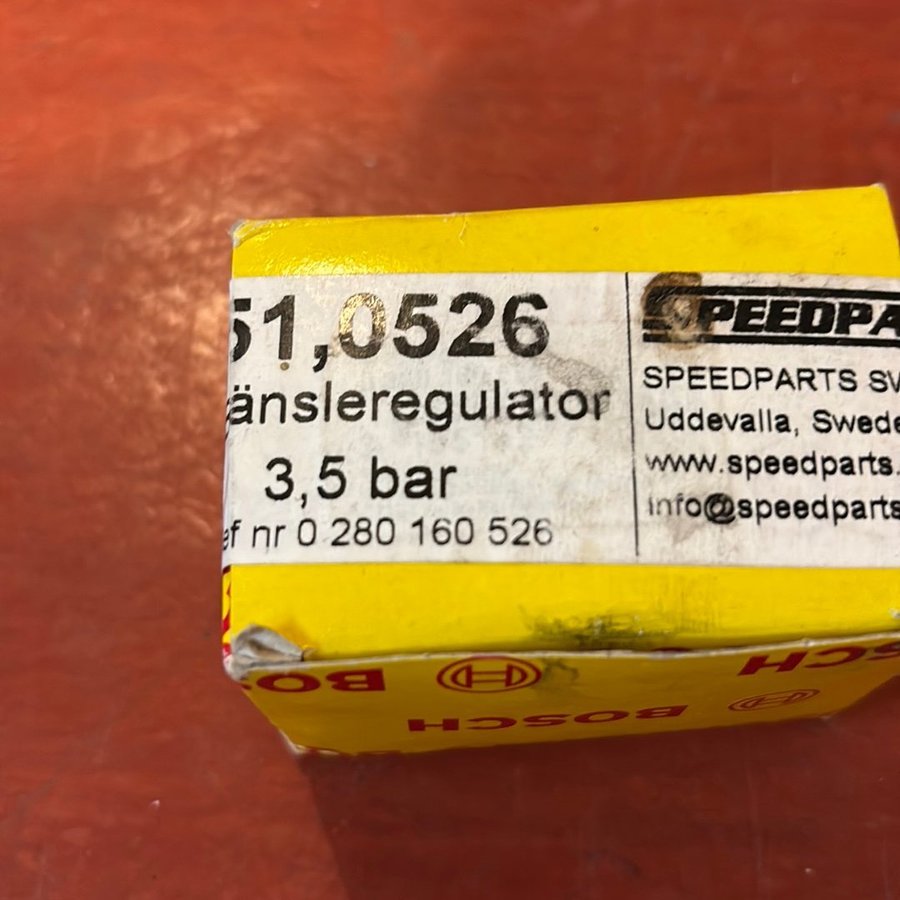 51,0526
änsleregulator
3,5 bar
ef nr 0 280 160 526
SPEEDPA
SPEEDPARTS SV
Uddevalla, Swede
www.speedparts.
info@speedparts
BOSCH
BOSCH
BOSCH